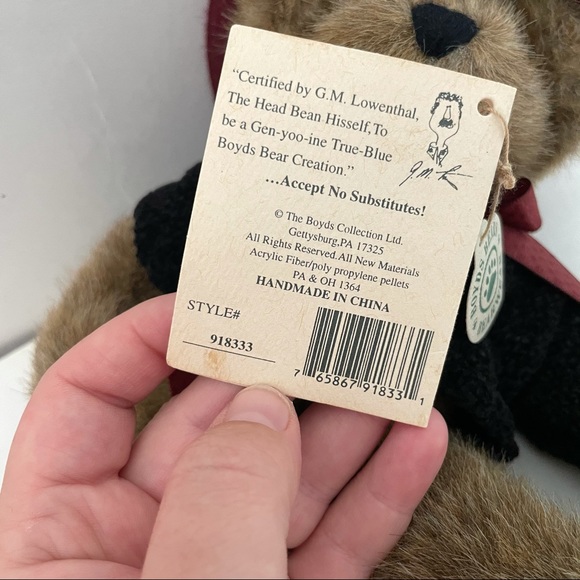 "Certified by G.M. Lowenthal,
The Head Bean Hisself, To
be a Gen-yoo-ine True-Blue
Boyds Bear Creation."
...Accept No Substitutes!
© The Boyds Collection Ltd.
Gettysburg, PA 17325
All Rights Reserved. All New Materials
Acrylic Fiber/poly propylene pellets
PA & OH 1364
HANDMADE IN CHINA
STYLE#
918333
7 65867 91833 1